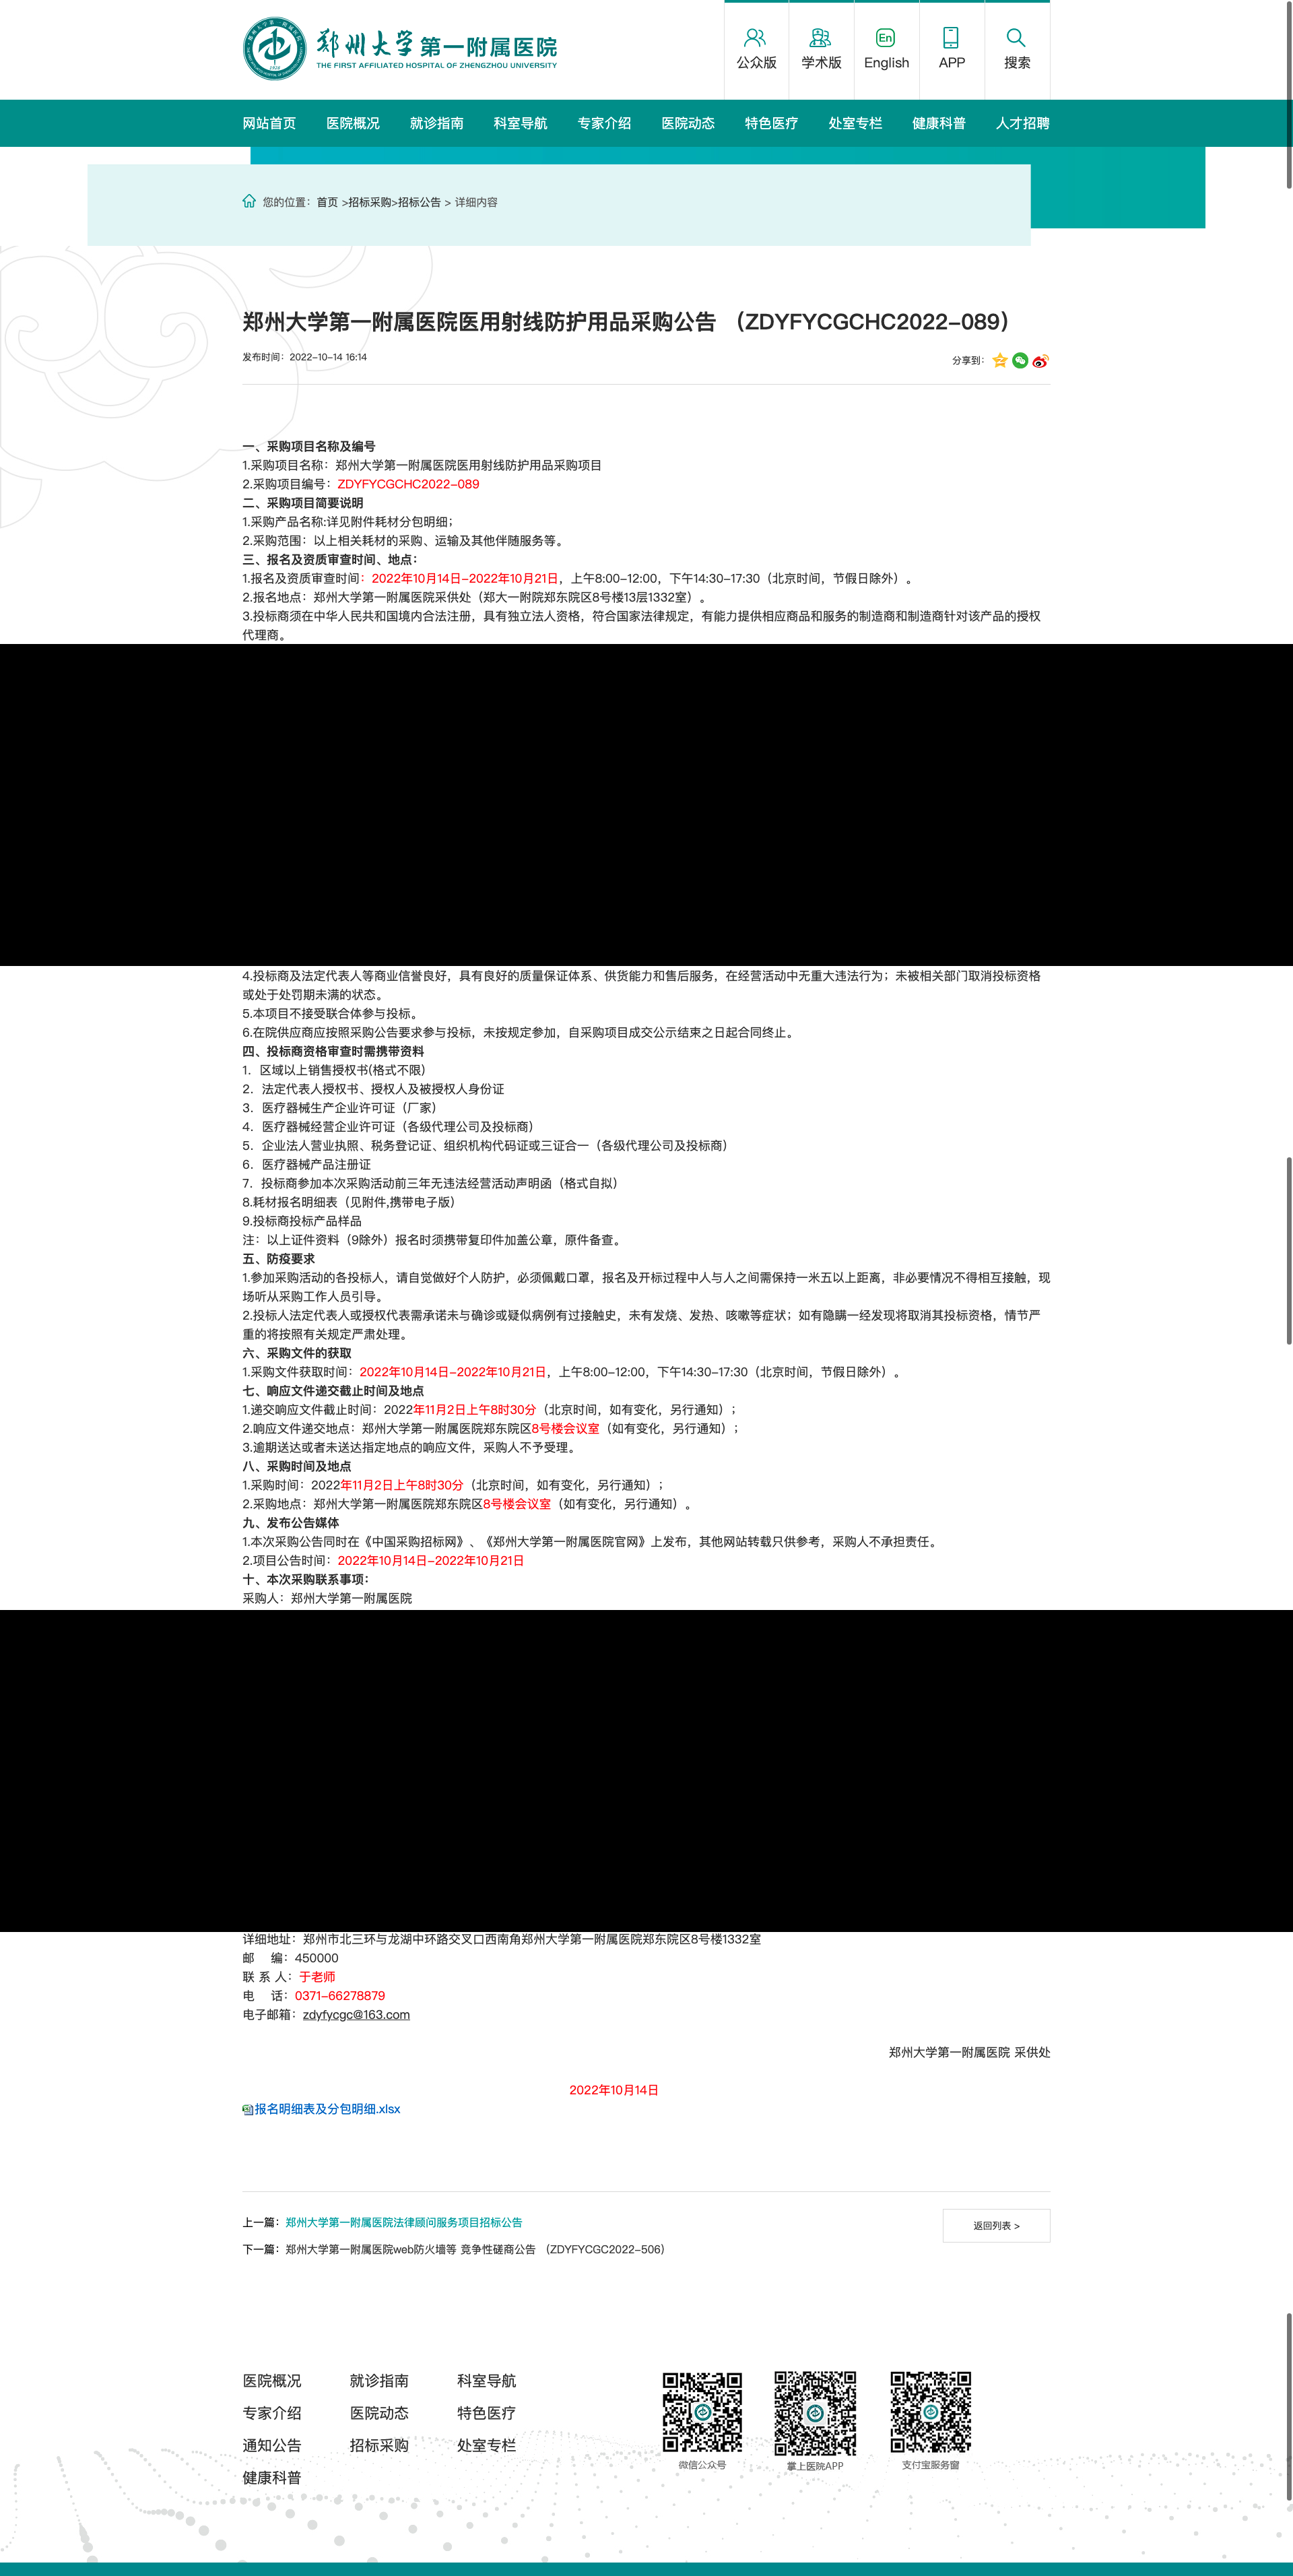 郑州大学第一附属医院
THE FIRST AFFILIATED HOSPITAL OF ZHENGZHOU UNIVERSITY
公众版
学术版
En
English
APP
搜索
网站首页 医院概况 就诊指南 科室导航 专家介绍 医院动态 特色医疗 处室专栏 健康科普 人才招聘
您的位置：首页 >招标采购>招标公告 > 详细内容
郑州大学第一附属医院医用射线防护用品采购公告 （ZDYFYCGCHC2022-089）
发布时间：2022-10-14 16:14
分享到：
一、采购项目名称及编号
1.采购项目名称：郑州大学第一附属医院医用射线防护用品采购项目
2.采购项目编号：ZDYFYCGCHC2022-089
二、采购项目简要说明
1.采购产品名称:详见附件耗材分包明细；
2.采购范围：以上相关耗材的采购、运输及其他伴随服务等。
三、报名及资质审查时间、地点：
1.报名及资质审查时间：2022年10月14日-2022年10月21日，上午8:00-12:00，下午14:30-17:30（北京时间，节假日除外）。
2.报名地点：郑州大学第一附属医院采供处（郑大一附院郑东院区8号楼13层1332室）。
3.投标商须在中华人民共和国境内合法注册，具有独立法人资格，符合国家法律规定，有能力提供相应商品和服务的制造商和制造商针对该产品的授权
代理商。
4.投标商及法定代表人等商业信誉良好，具有良好的质量保证体系、供货能力和售后服务，在经营活动中无重大违法行为；未被相关部门取消投标资格
或处于处罚期未满的状态。
5.本项目不接受联合体参与投标。
6.在院供应商应按照采购公告要求参与投标，未按规定参加，自采购项目成交公示结束之日起合同终止。
四、投标商资格审查时需携带资料
1．区域以上销售授权书(格式不限)
2．法定代表人授权书、授权人及被授权人身份证
3．医疗器械生产企业许可证（厂家）
4．医疗器械经营企业许可证（各级代理公司及投标商）
5．企业法人营业执照、税务登记证、组织机构代码证或三证合一（各级代理公司及投标商）
6．医疗器械产品注册证
7．投标商参加本次采购活动前三年无违法经营活动声明函（格式自拟）
8.耗材报名明细表（见附件,携带电子版）
9.投标商投标产品样品
注：以上证件资料（9除外）报名时须携带复印件加盖公章，原件备查。
五、防疫要求
1.参加采购活动的各投标人，请自觉做好个人防护，必须佩戴口罩，报名及开标过程中人与人之间需保持一米五以上距离，非必要情况不得相互接触，现
场听从采购工作人员引导。
2.投标人法定代表人或授权代表需承诺未与确诊或疑似病例有过接触史，未有发烧、发热、咳嗽等症状；如有隐瞒一经发现将取消其投标资格，情节严
重的将按照有关规定严肃处理。
六、采购文件的获取
1.采购文件获取时间：2022年10月14日-2022年10月21日，上午8:00-12:00，下午14:30-17:30（北京时间，节假日除外）。
七、响应文件递交截止时间及地点
1.递交响应文件截止时间：2022年11月2日上午8时30分（北京时间，如有变化，另行通知）；
2.响应文件递交地点：郑州大学第一附属医院郑东院区8号楼会议室（如有变化，另行通知）；
3.逾期送达或者未送达指定地点的响应文件，采购人不予受理。
八、采购时间及地点
1.采购时间：2022年11月2日上午8时30分（北京时间，如有变化，另行通知）；
2.采购地点：郑州大学第一附属医院郑东院区8号楼会议室（如有变化，另行通知）。
九、发布公告媒体
1.本次采购公告同时在《中国采购招标网》、《郑州大学第一附属医院官网》上发布，其他网站转载只供参考，采购人不承担责任。
2.项目公告时间：2022年10月14日-2022年10月21日
十、本次采购联系事项：
采购人：郑州大学第一附属医院
详细地址：郑州市北三环与龙湖中环路交叉口西南角郑州大学第一附属医院郑东院区8号楼1332室
邮 编：450000
联 系 人：于老师
电 话：0371-66278879
电子邮箱：zdyfycgc@163.com
郑州大学第一附属医院 采供处
2022年10月14日
报名明细表及分包明细.xlsx
上一篇：郑州大学第一附属医院法律顾问服务项目招标公告
返回列表 >
下一篇：郑州大学第一附属医院web防火墙等 竞争性磋商公告 （ZDYFYCGC2022-506）
医院概况 就诊指南 科室导航
专家介绍 医院动态 特色医疗
通知公告 招标采购 处室专栏
健康科普
微信公众号
掌上医院APP
支付宝服务窗